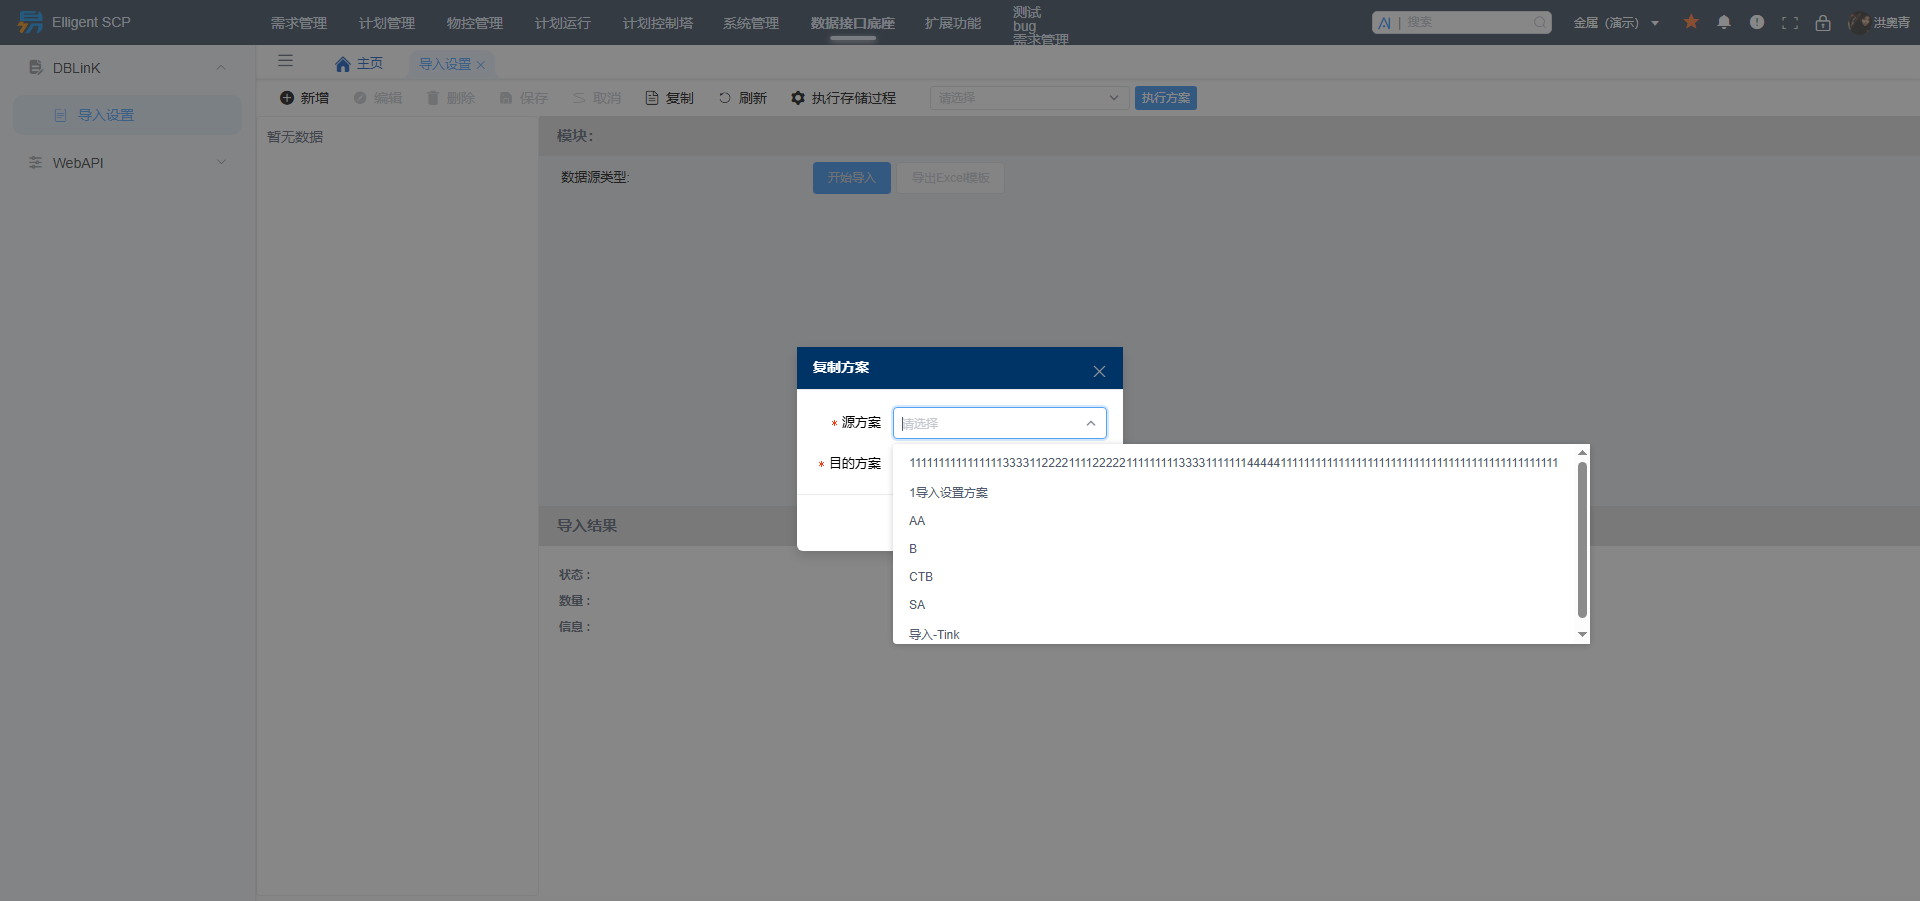 Elligent SCP
需求管理 计划管理 物控管理 计划运行 计划控制塔 系统管理 数据接口底座 扩展功能
测试
bug
需求管理
AI | 搜索
金属（演示）
洪奥青
DBLinK
导入设置
WebAPI
主页
导入设置
新增 编辑 删除 保存 取消 复制 刷新 执行存储过程 请选择 执行方案
暂无数据
模块：
数据源类型:
开始导入
导出Excel模板
复制方案
* 源方案 请选择
* 目的方案
1导入设置方案
AA
B
CTB
SA
导入-Tink
导入结果
状态：
数量：
信息：